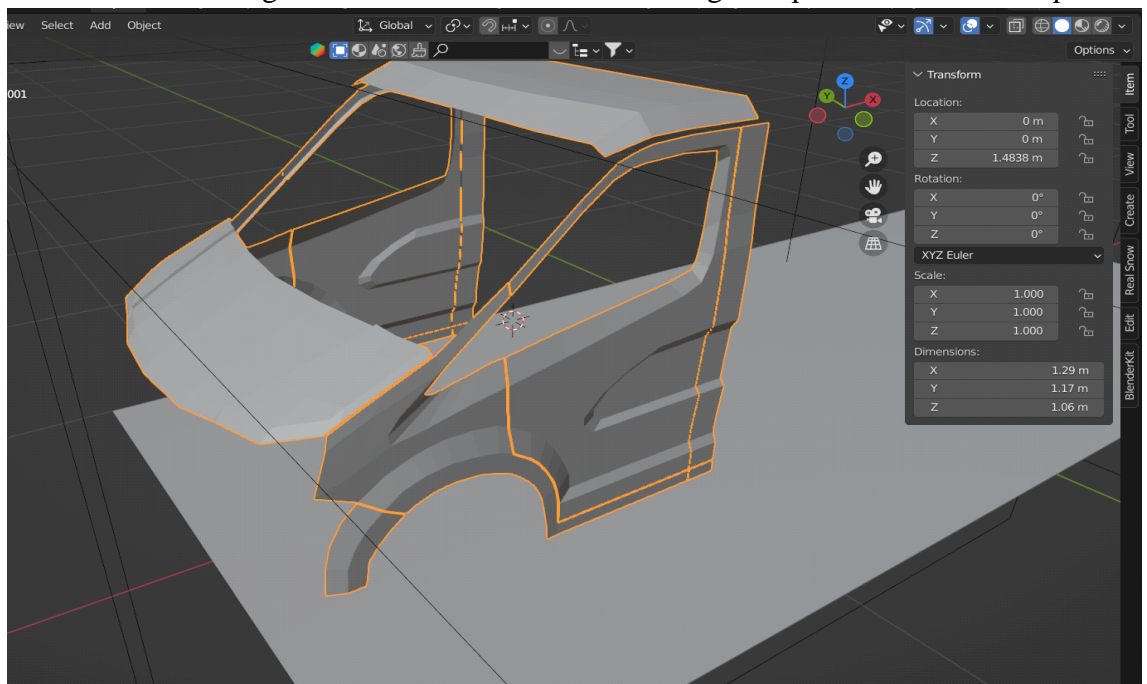 iew Select Add Object Global
Options
001
Z
Y
X
Transform
Location:
X 0 m
Y 0 m
Z 1.4838 m
Rotation:
X 0°
Y 0°
Z 0°
XYZ Euler
Scale:
X 1.000
Y 1.000
Z 1.000
Dimensions:
X 1.29 m
Y 1.17 m
Z 1.06 m
Item
Tool
View
Create
Real Snow
Edit
BlenderKit